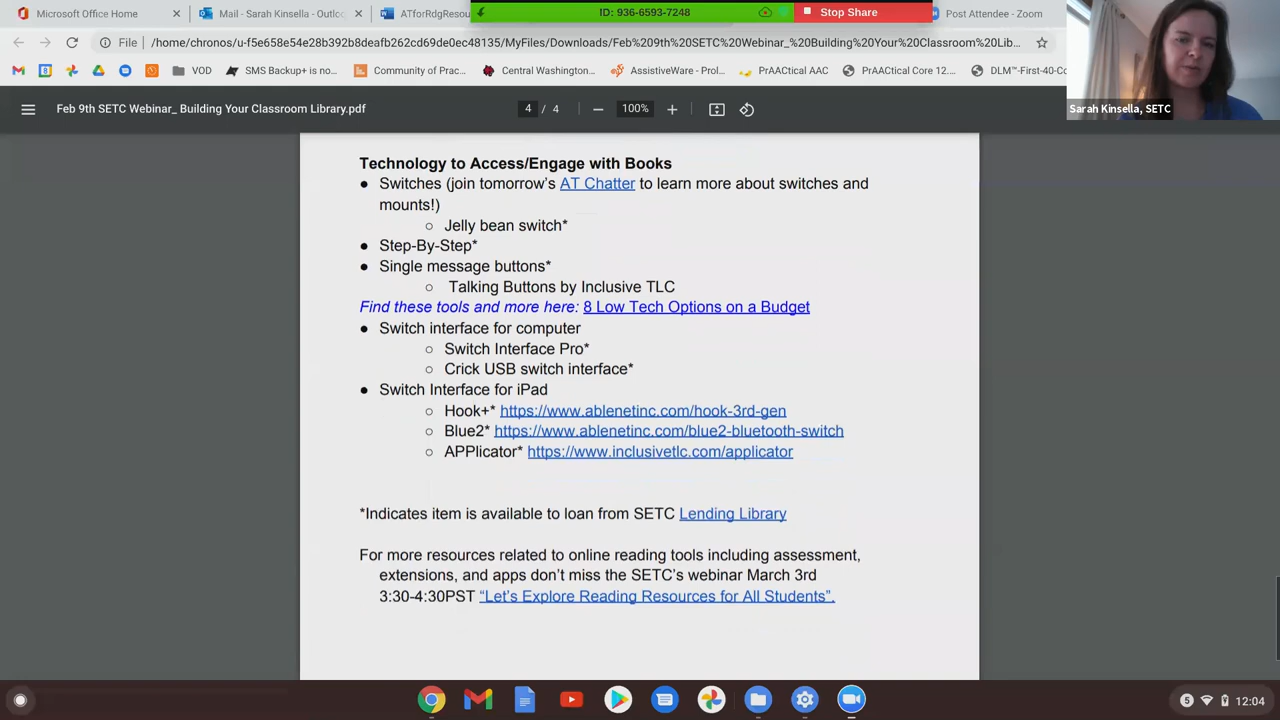 Microsoft Office Home
Mail - Sarah Kinsella - Outloo
ATforRdgResou
ID: 936-6593-7248
Stop Share
Post Attendee - Zoom
File
/home/chronos/u-f5e658e54e28b392b8deafb262cd69de0ec48135/MyFiles/Downloads/Feb%209th%20SETC%20Webinar_%20Building%20Your%20Classroom%20Lib...
VOD
SMS Backup+ is no...
Community of Prac...
Central Washington...
AssistiveWare - Prol...
PrAACtical AAC
PrAACtical Core 12...
DLM™-First-40-Co
Sarah Kinsella, SETC
Feb 9th SETC Webinar_ Building Your Classroom Library.pdf
4 / 4
100%
Technology to Access/Engage with Books
● Switches (join tomorrow's AT Chatter to learn more about switches and
mounts!)
○ Jelly bean switch*
● Step-By-Step*
● Single message buttons*
○ Talking Buttons by Inclusive TLC
Find these tools and more here: 8 Low Tech Options on a Budget
● Switch interface for computer
○ Switch Interface Pro*
○ Crick USB switch interface*
● Switch Interface for iPad
○ Hook+* https://www.ablenetinc.com/hook-3rd-gen
○ Blue2* https://www.ablenetinc.com/blue2-bluetooth-switch
○ APPlicator* https://www.inclusivetlc.com/applicator
*Indicates item is available to loan from SETC Lending Library
For more resources related to online reading tools including assessment,
extensions, and apps don't miss the SETC's webinar March 3rd
3:30-4:30PST "Let's Explore Reading Resources for All Students".
5
12:04